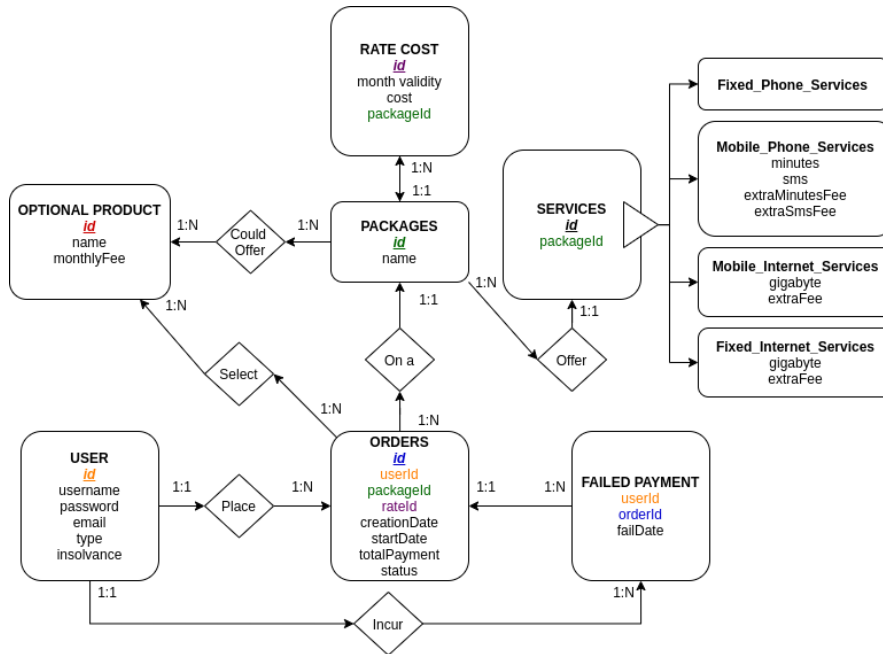 RATE COST
id
month validity
cost
packageId
1:N
1:1
Fixed_Phone_Services
Mobile_Phone_Services
minutes
sms
extraMinutesFee
extraSmsFee
Mobile_Internet_Services
gigabyte
extraFee
Fixed_Internet_Services
gigabyte
extraFee
SERVICES
id
packageId
OPTIONAL PRODUCT
id
name
monthlyFee
1:N
Could
Offer
1:N
PACKAGES
id
name
1:N
1:1
1:N
1:1
Offer
On a
Select
1:N
1:N
USER
id
username
password
email
type
insolvance
1:1
Place
1:N
ORDERS
id
userId
packageId
rateId
creationDate
startDate
totalPayment
status
1:1
1:N
FAILED PAYMENT
userId
orderId
failDate
1:1
Incur
1:N